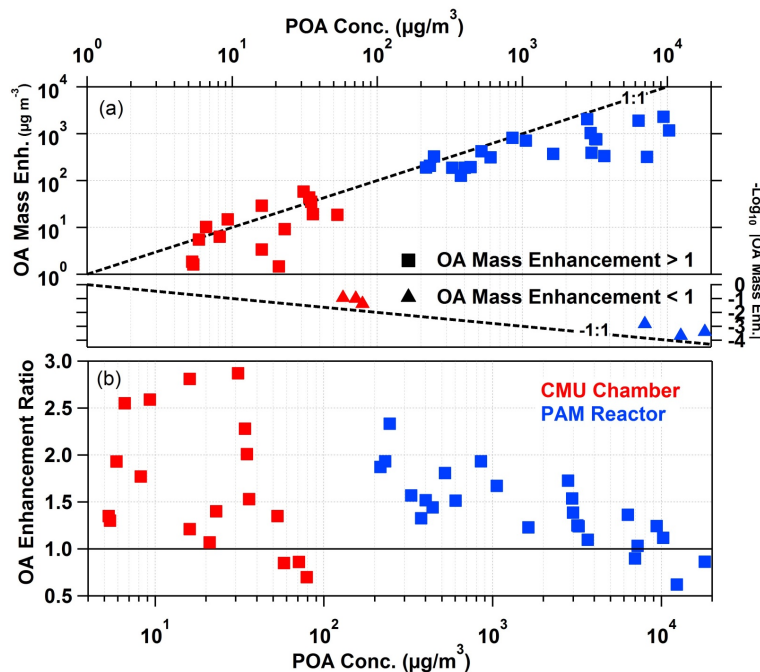 POA Conc. (µg/m³)
10⁰ 10¹ 10² 10³ 10⁴
OA Mass Enh. (µg m⁻³)
10⁴
10³
10²
10¹
10⁰
(a)
1:1
OA Mass Enhancement > 1
OA Mass Enhancement < 1
-1:1
0
-1
-2
-3
-4
-Log₁₀ |OA Mass Enh.|
OA Enhancement Ratio
3.0
2.5
2.0
1.5
1.0
0.5
(b)
CMU Chamber
PAM Reactor
10¹ 10² 10³ 10⁴
POA Conc. (µg/m³)